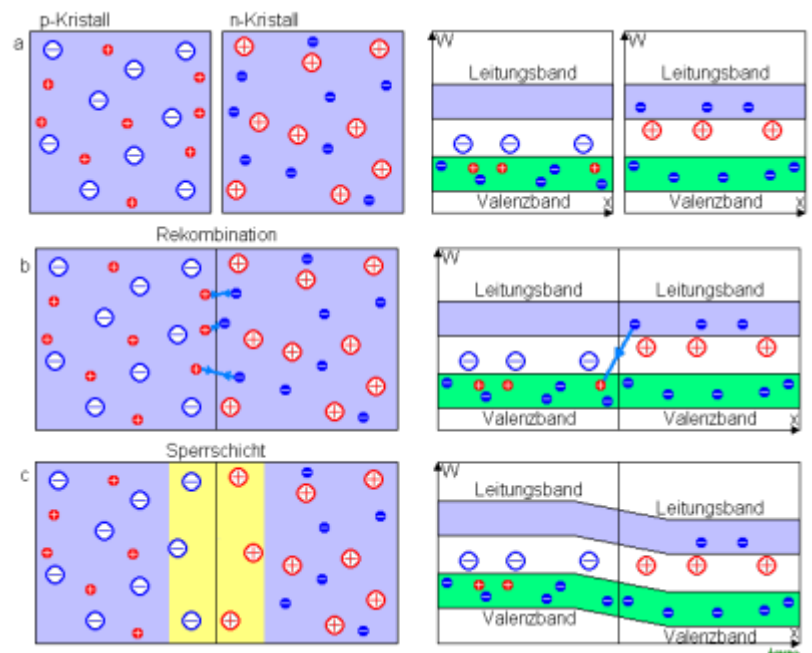 p-Kristall
n-Kristall
a
W
Leitungsband
Valenzband
x
W
Leitungsband
Valenzband
x
Rekombination
b
W
Leitungsband
Leitungsband
Valenzband
Valenzband
x
Sperrschicht
c
W
Leitungsband
Leitungsband
Valenzband
Valenzband
x